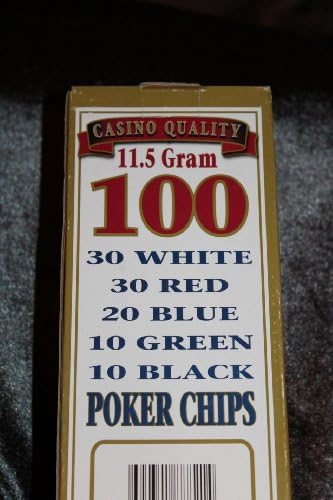 CASINO QUALITY
11.5 Gram
100
30 WHITE
30 RED
20 BLUE
10 GREEN
10 BLACK
POKER CHIPS